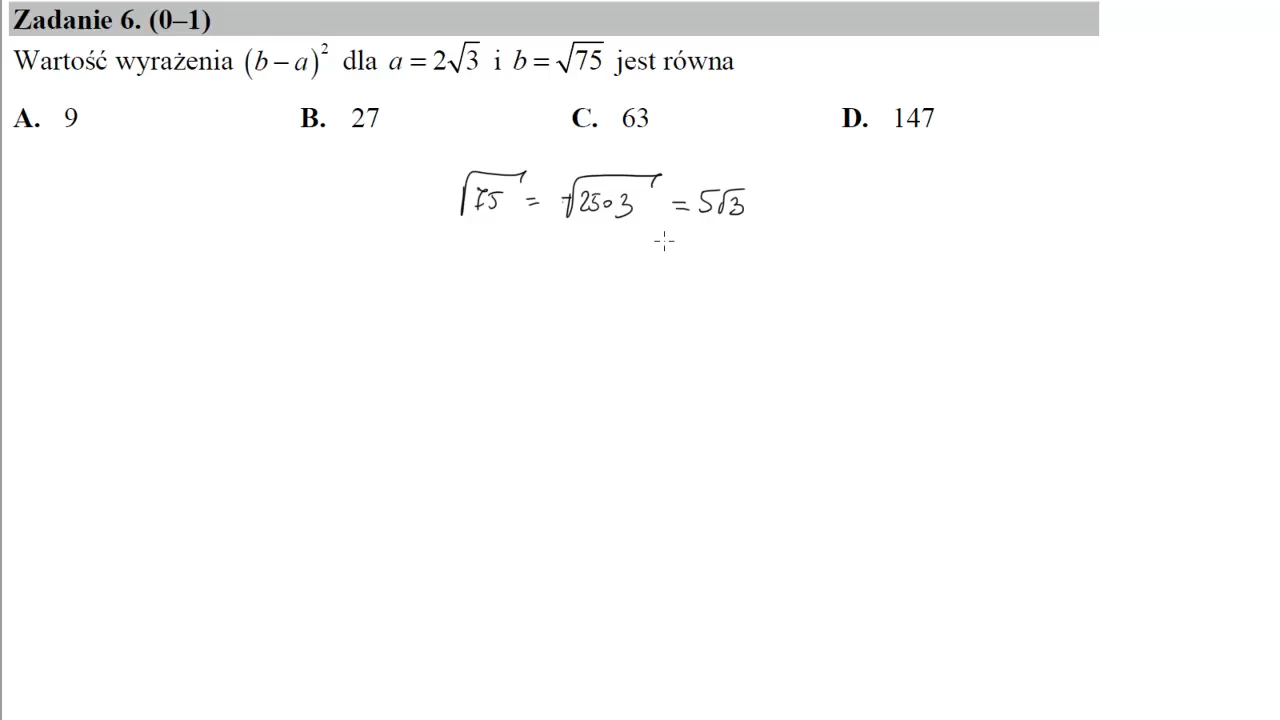 Zadanie 6. (0–1)
Wartość wyrażenia (b − a)² dla a = 2√3 i b = √75 jest równa
A. 9 B. 27 C. 63 D. 147
√75 = √25·3 = 5√3